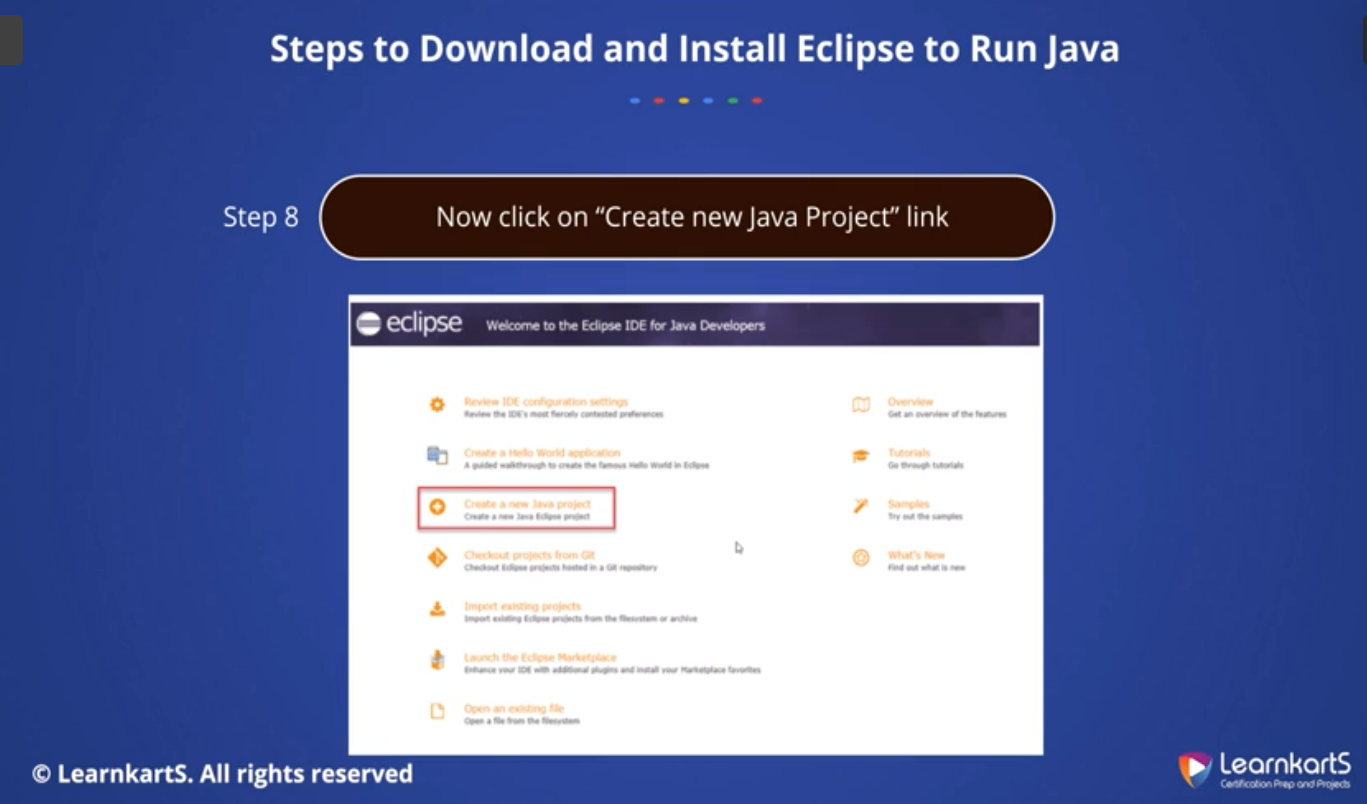 Steps to Download and Install Eclipse to Run Java
Step 8
Now click on “Create new Java Project” link
eclipse
Welcome to the Eclipse IDE for Java Developers
Review IDE configuration settings
Review the IDE's most fiercely contested preferences
Create a Hello World application
A guided walkthrough to create the famous Hello World in Eclipse
Create a new Java project
Create a new Java Eclipse project
Checkout projects from Git
Checkout Eclipse projects hosted in a Git repository
Import existing projects
Import existing Eclipse projects from the filesystem or archive
Launch the Eclipse Marketplace
Enhance your IDE with additional plugins and install your Marketplace favorites
Open an existing file
Open a file from the filesystem
Overview
Get an overview of the features
Tutorials
Go through tutorials
Samples
Try out the samples
What's New
Find out what is new
© LearnkartS. All rights reserved
LearnkartS
Certification Prep and Projects